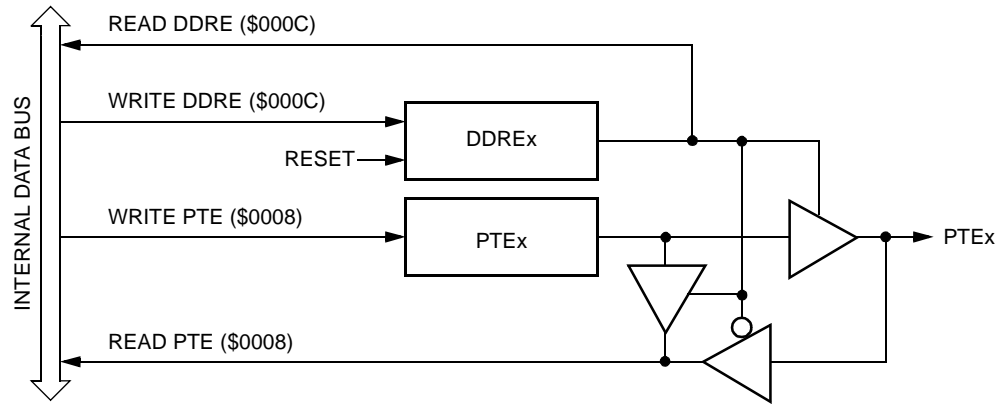 READ DDRE ($000C)
WRITE DDRE ($000C)
DDREx
RESET
INTERNAL DATA BUS
WRITE PTE ($0008)
PTEx
PTEx
READ PTE ($0008)